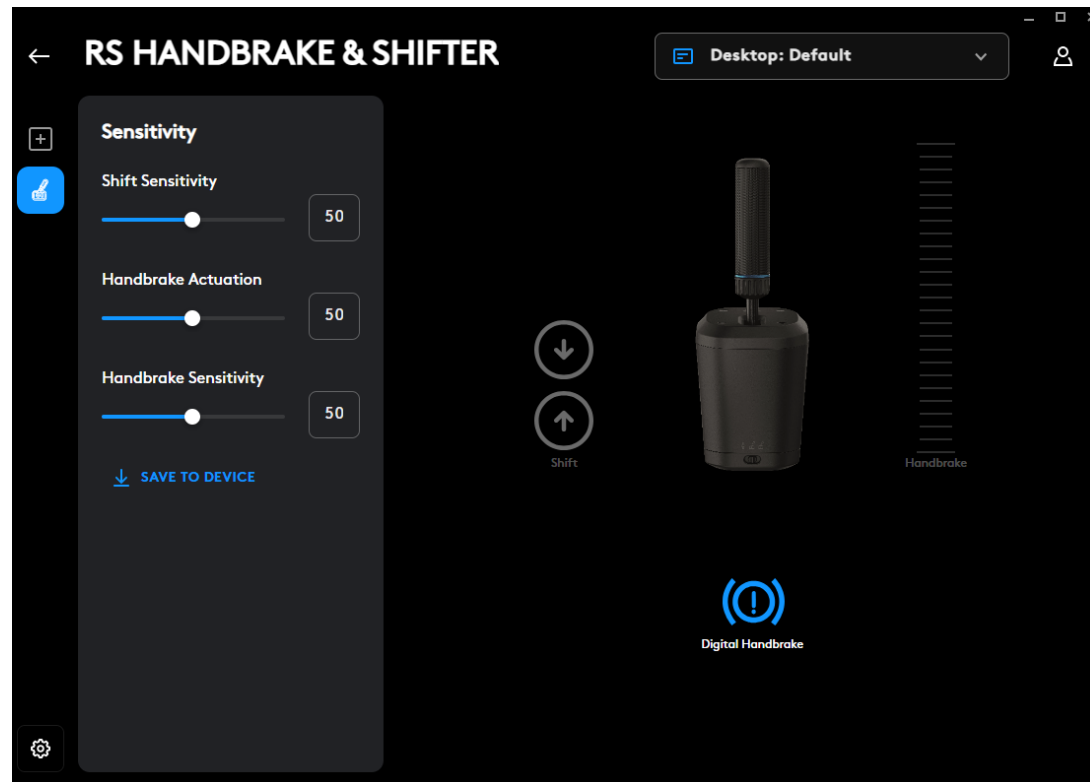 RS HANDBRAKE & SHIFTER
Desktop: Default
Sensitivity
Shift Sensitivity
50
Handbrake Actuation
50
Handbrake Sensitivity
50
SAVE TO DEVICE
Shift
Handbrake
Digital Handbrake